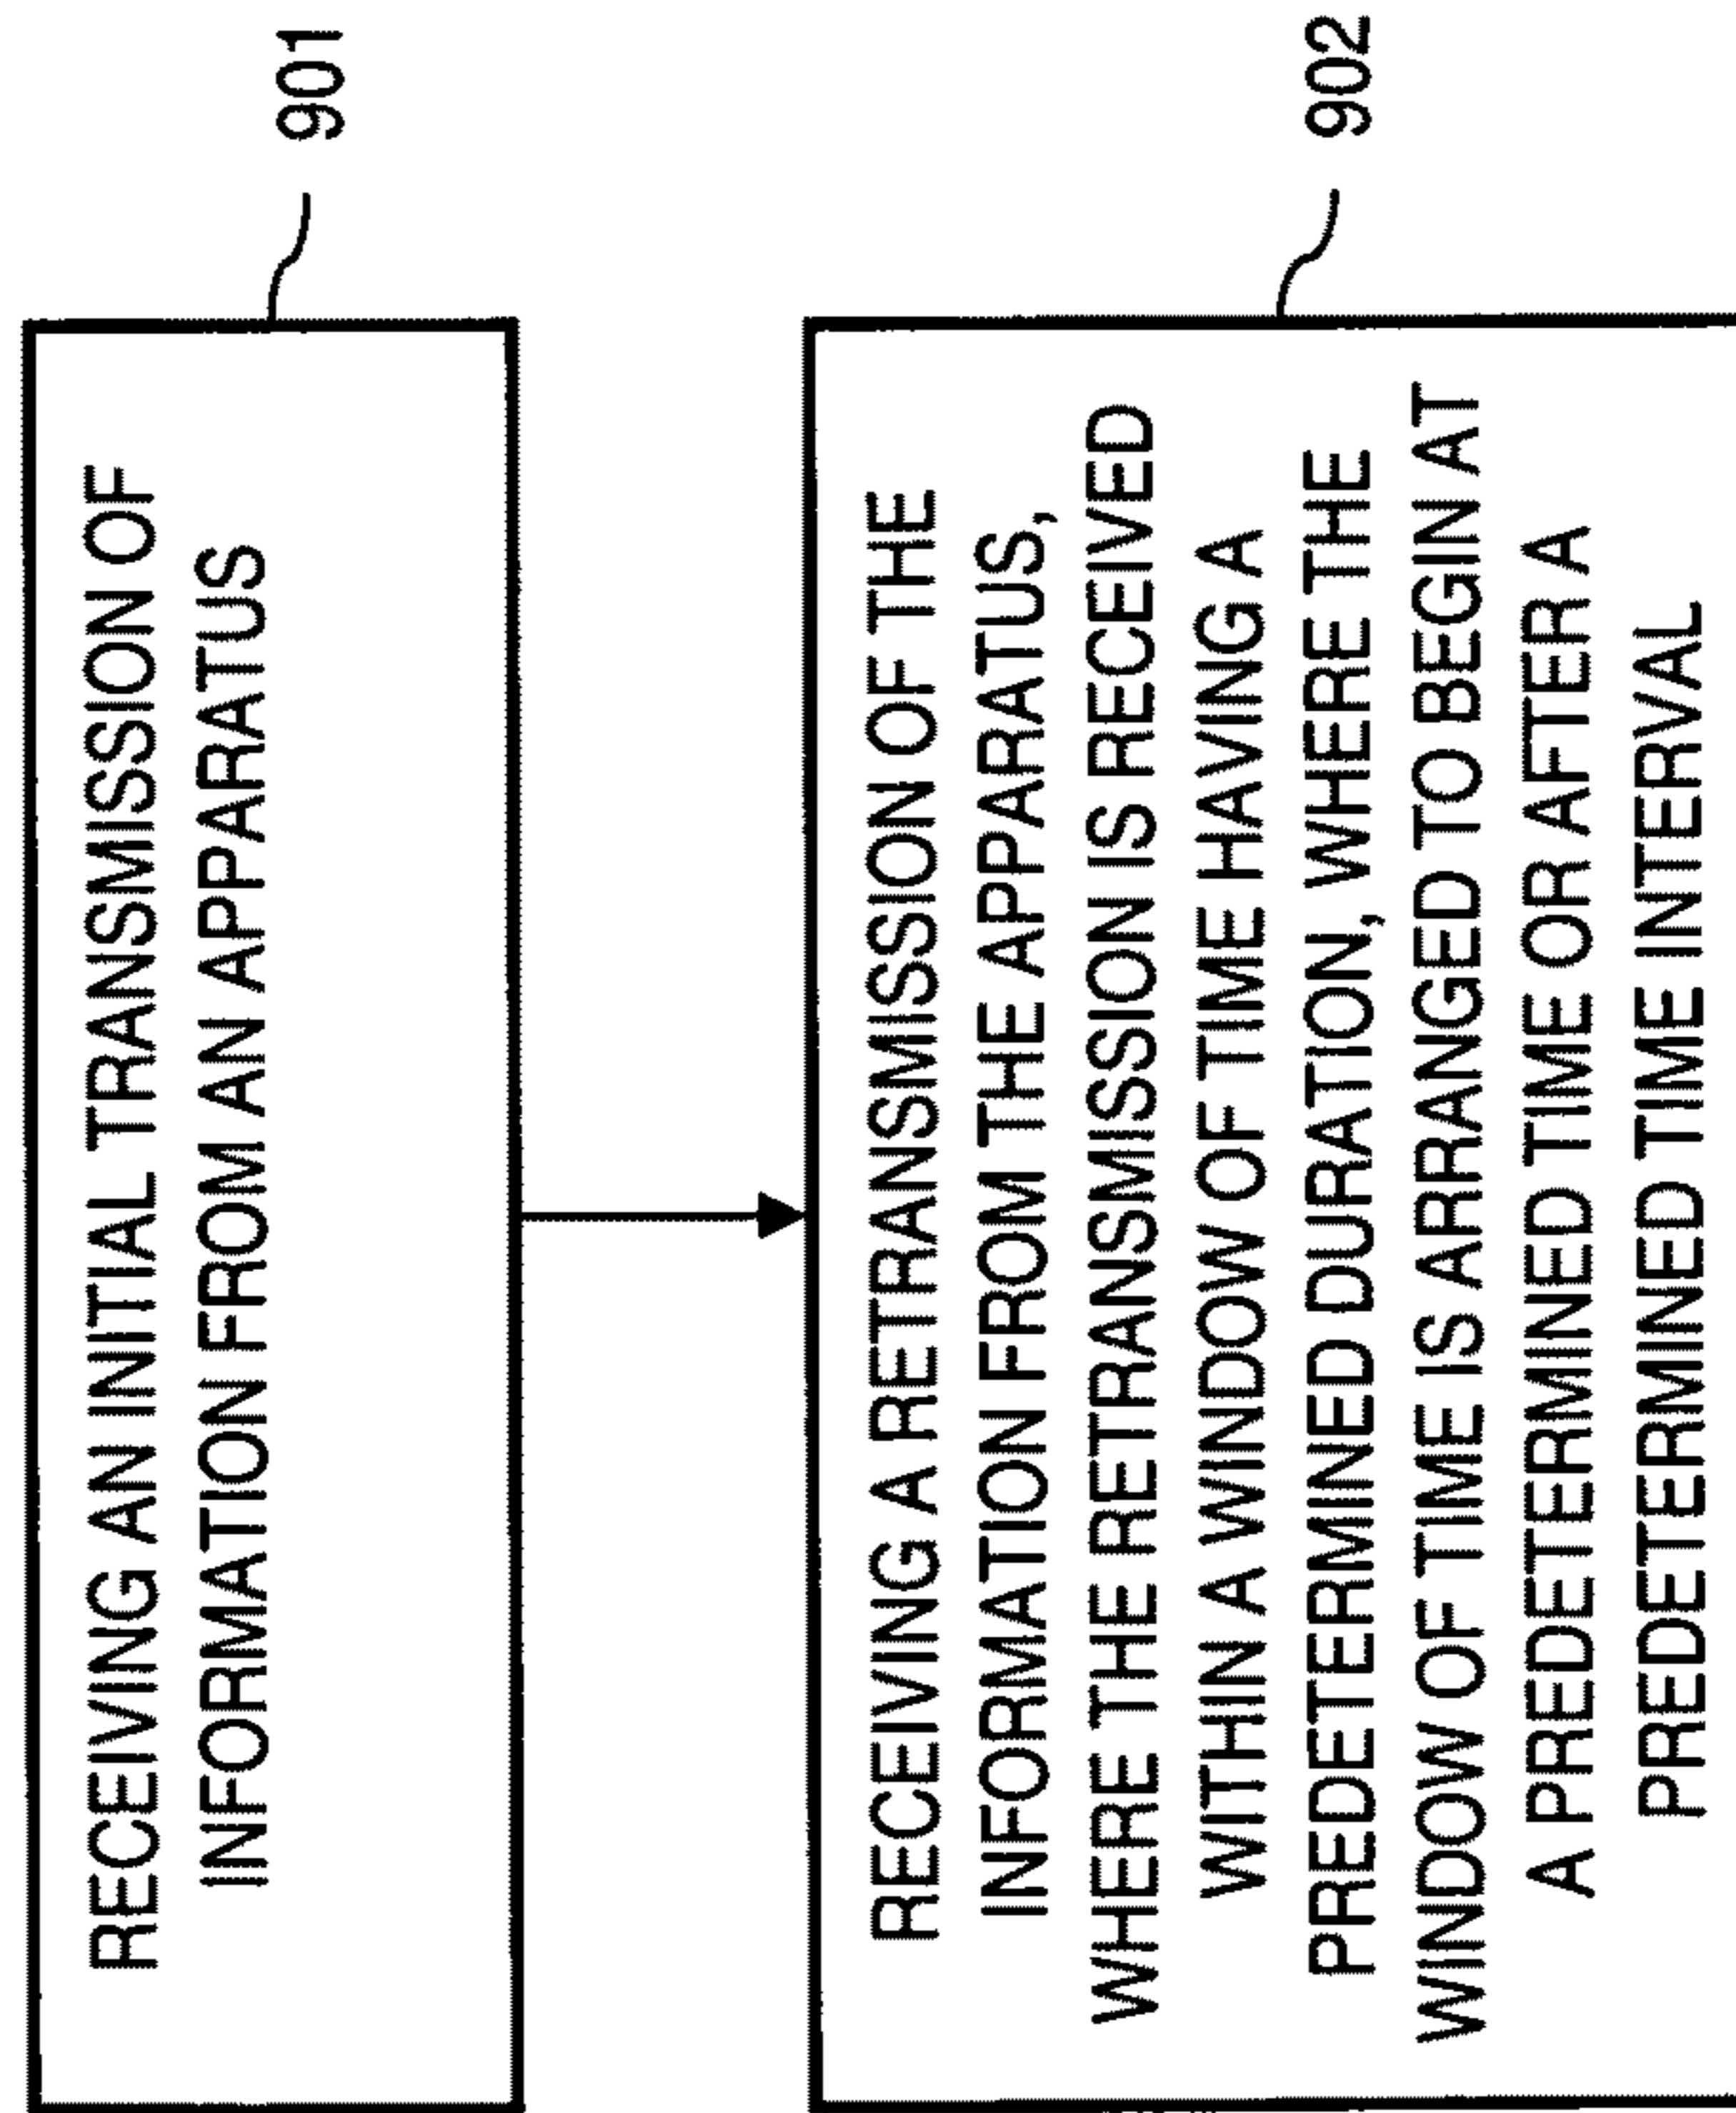 RECEIVING AN INITIAL TRANSMISSION OF
INFORMATION FROM AN APPARATUS
901
RECEIVING A RETRANSMISSION OF THE
INFORMATION FROM THE APPARATUS,
WHERE THE RETRANSMISSION IS RECEIVED
WITHIN A WINDOW OF TIME HAVING A
PREDETERMINED DURATION, WHERE THE
WINDOW OF TIME IS ARRANGED TO BEGIN AT
A PREDETERMINED TIME OR AFTER A
PREDETERMINED TIME INTERVAL
902